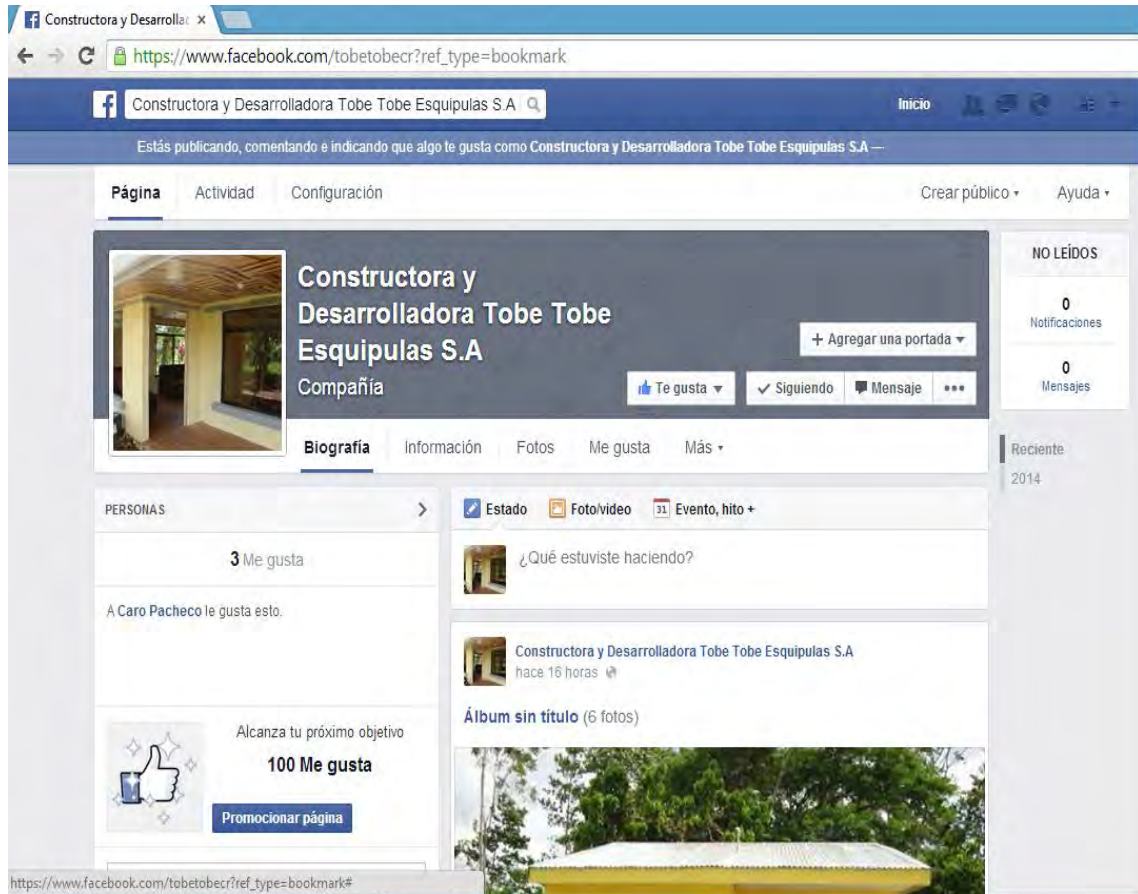 Constructora y Desarrollac x
https://www.facebook.com/tobetobecr?ref_type=bookmark
Constructora y Desarrolladora Tobe Tobe Esquipulas S.A
Inicio
Estás publicando, comentando e indicando que algo te gusta como Constructora y Desarrolladora Tobe Tobe Esquipulas S.A —
Página Actividad Configuración Crear público Ayuda
Constructora y
Desarrolladora Tobe Tobe
Esquipulas S.A
Compañía
+ Agregar una portada
Te gusta Siguiendo Mensaje •••
Biografía Información Fotos Me gusta Más
NO LEÍDOS
0
Notificaciones
0
Mensajes
Reciente
2014
PERSONAS
3 Me gusta
A Caro Pacheco le gusta esto.
Alcanza tu próximo objetivo
100 Me gusta
Promocionar página
Estado Foto/video 31 Evento, hito +
¿Qué estuviste haciendo?
Constructora y Desarrolladora Tobe Tobe Esquipulas S.A
hace 16 horas
Álbum sin título (6 fotos)
https://www.facebook.com/tobetobecr?ref_type=bookmark#